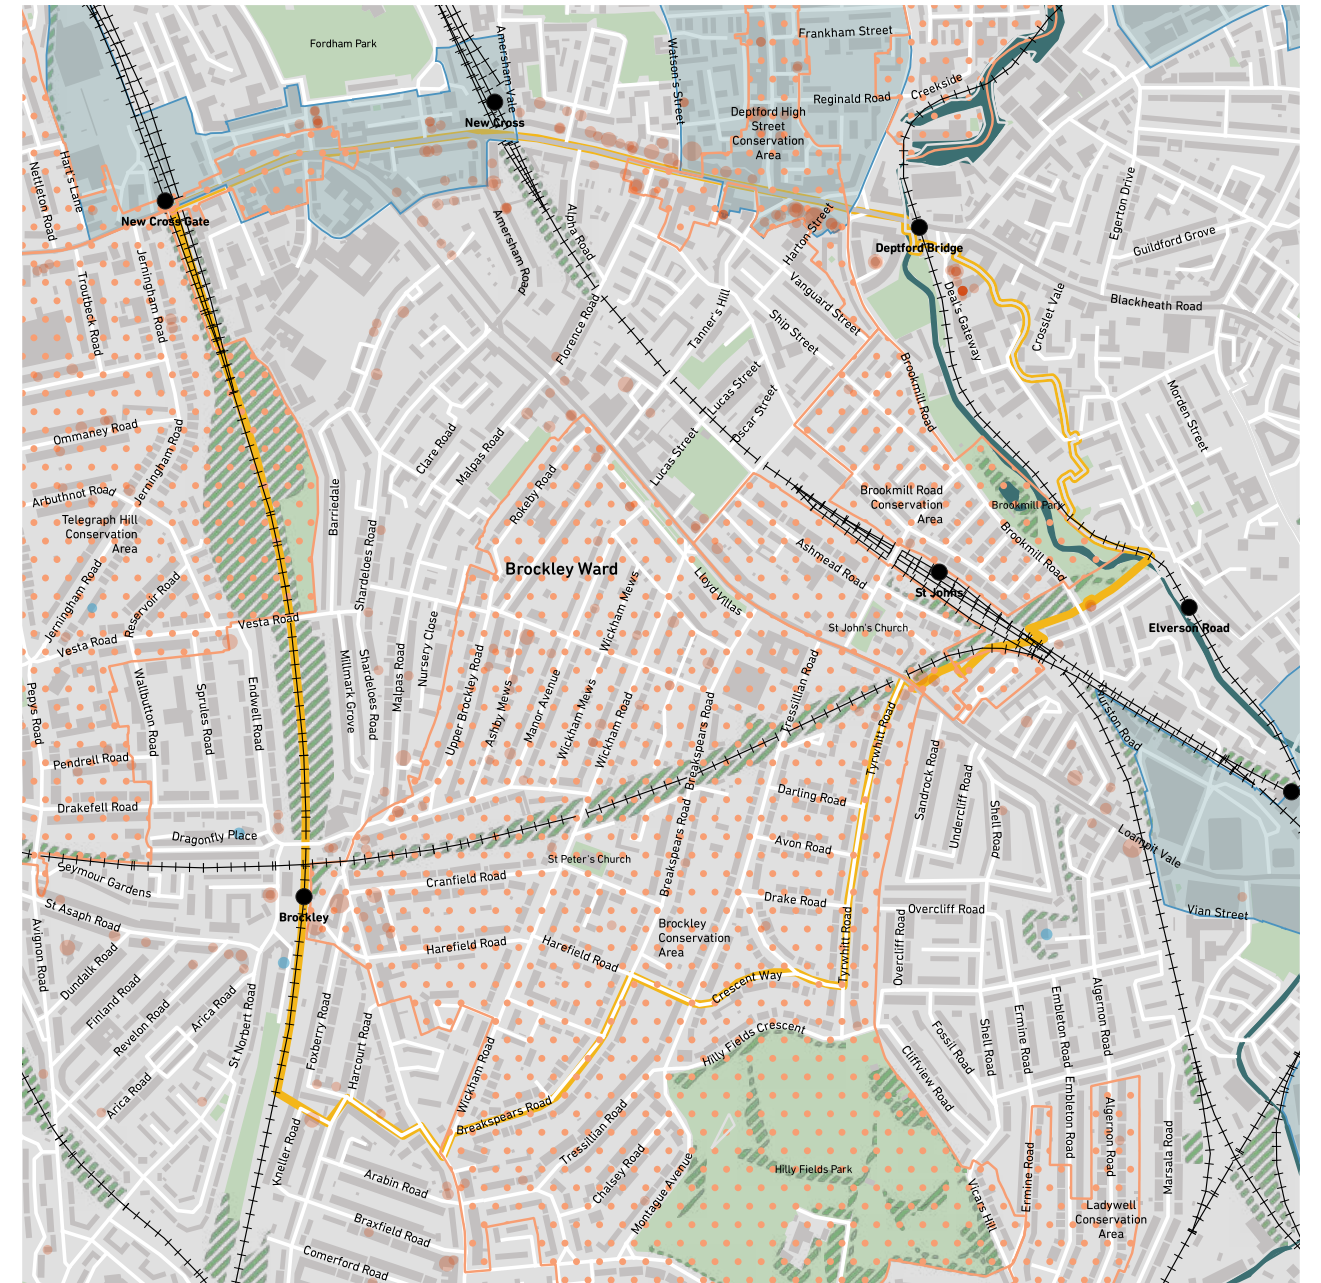 Fordham Park
Amersham Vale
Watson's Street
Frankham Street
Creekside
Reginald Road
Deptford High
Street
Conservation
Area
New Cross
Hart's Lane
Nettleton Road
New Cross Gate
Egerton Drive
Guildford Grove
Harton Street
Deptford Bridge
Alpha Road
Amersham Road
Jerningham Road
Troutbeck Road
Vanguard Street
Ship Street
Tanner's Hill
Florence Road
Deal's Gateway
Crosslet Vale
Blackheath Road
Brookmill Road
Morden Street
Lucas Street
Oscar Street
Lucas Street
Ommaney Road
Jerningham Road
Clare Road
Malpas Road
Rokeby Road
Arbuthnot Road
Telegraph Hill
Conservation
Area
Barriedale
Shardeloes Road
Brookmill Road
Conservation
Area
Brookmill Park
Brookmill Road
Ashmead Road
Brockley Ward
Lloyd Villas
St Johns
St John's Church
Elverson Road
Jerningham Road
Reservoir Road
Vesta Road
Vesta Road
Wickham Mews
Nursery Close
Malpas Road
Shardeloes Road
Millmark Grove
Pepys Road
Wallbutton Road
Sprules Road
Endwell Road
Upper Brockley Road
Ashby Mews
Manor Avenue
Wickham Mews
Wickham Road
Breakspears Road
Tressillian Road
Tyrwhitt Road
Thurston Road
Pendrell Road
Drakefell Road
Dragonfly Place
Darling Road
Sandrock Road
Undercliff Road
Shell Road
Loampit Vale
Avon Road
Breakspears Road
St Peter's Church
Seymour Gardens
Cranfield Road
St Asaph Road
Brockley
Drake Road
Overcliff Road
Vian Street
Brockley
Conservation
Area
Harefield Road
Harefield Road
Avignon Road
Dundalk Road
Finland Road
Revelon Road
Arica Road
Arica Road
St Norbert Road
Foxberry Road
Harcourt Road
Crescent Way
Tyrwhitt Road
Overcliff Road
Hilly Fields Crescent
Fossil Road
Cliffview Road
Shell Road
Ermine Road
Embleton Road
Algernon Road
Wickham Road
Breakspears Road
Tressillian Road
Chalsey Road
Montague Avenue
Kneller Road
Arabin Road
Braxfield Road
Comerford Road
Hilly Fields Park
Vicars Hill
Ermine Road
Embleton Road
Algernon Road
Marsala Road
Ladywell
Conservation
Area